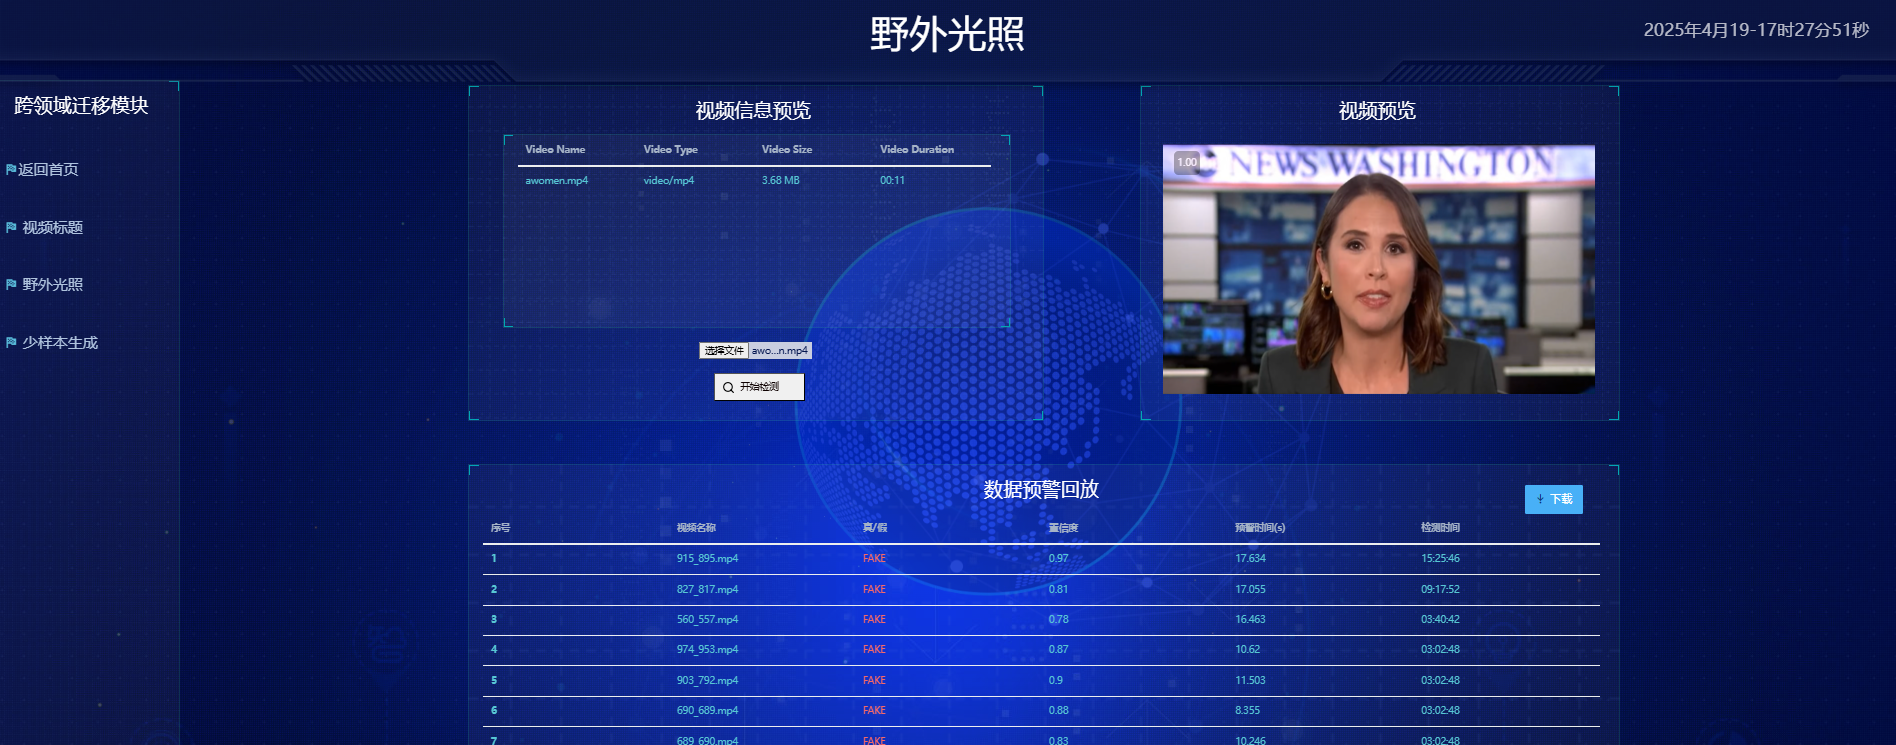 野外光照
2025年4月19-17时27分51秒
跨领域迁移模块
返回首页
视频标题
野外光照
少样本生成
视频信息预览
Video Name Video Type Video Size Video Duration
awomen.mp4 video/mp4 3.68 MB 00:11
选择文件 awo...n.mp4
开始检测
视频预览
1.00
NEWS WASHINGTON
数据预警回放
下载
序号 视频名称 真/假 置信度 预警时间(s) 检测时间
1 915_895.mp4 FAKE 0.97 17.634 15:25:46
2 827_817.mp4 FAKE 0.81 17.055 09:17:52
3 560_557.mp4 FAKE 0.78 16.463 03:40:42
4 974_953.mp4 FAKE 0.87 10.62 03:02:48
5 903_792.mp4 FAKE 0.9 11.503 03:02:48
6 690_689.mp4 FAKE 0.88 8.355 03:02:48
7 689_690.mp4 FAKE 0.83 10.246 03:02:48